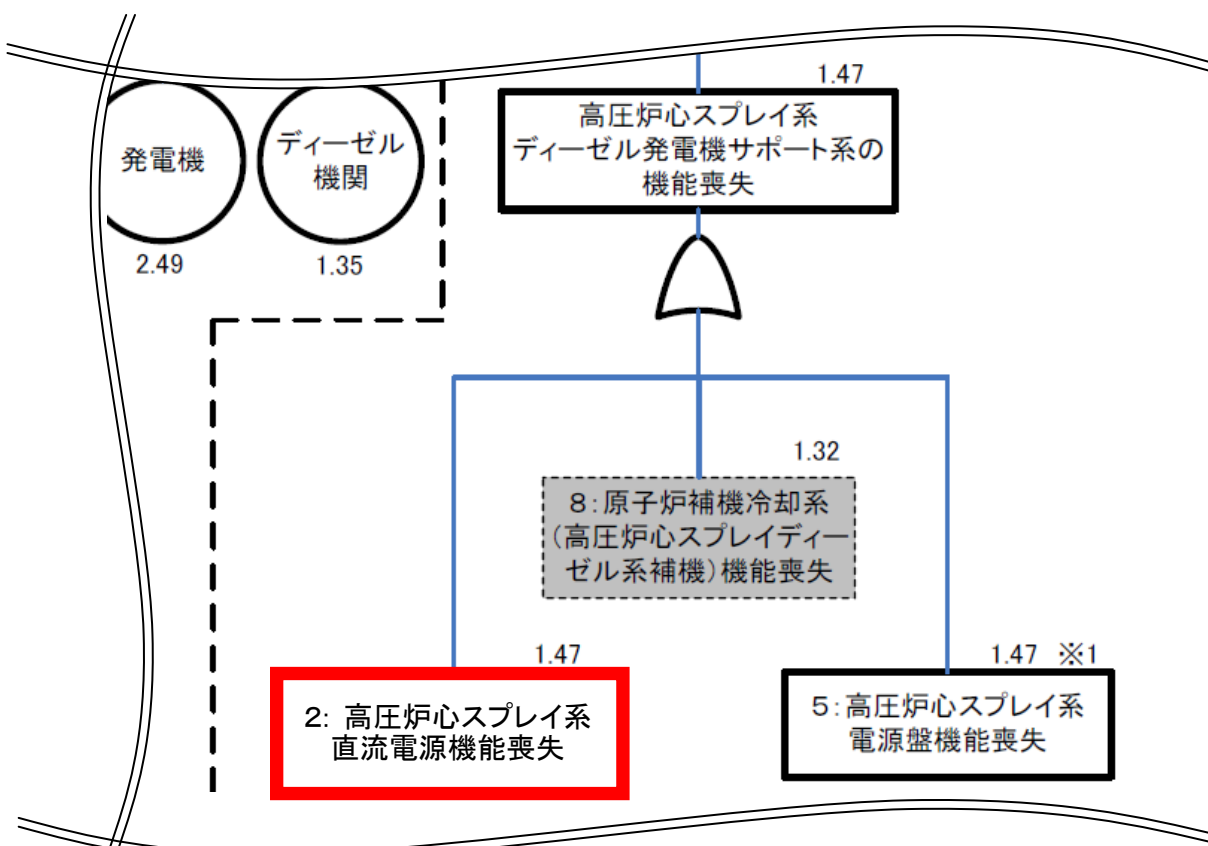 発電機
2.49
ディーゼル
機関
1.35
1.47
高圧炉心スプレイ系
ディーゼル発電機サポート系の
機能喪失
1.32
8:原子炉補機冷却系
(高圧炉心スプレイディー
ゼル系補機)機能喪失
1.47
2: 高圧炉心スプレイ系
直流電源機能喪失
1.47 ※1
5:高圧炉心スプレイ系
電源盤機能喪失